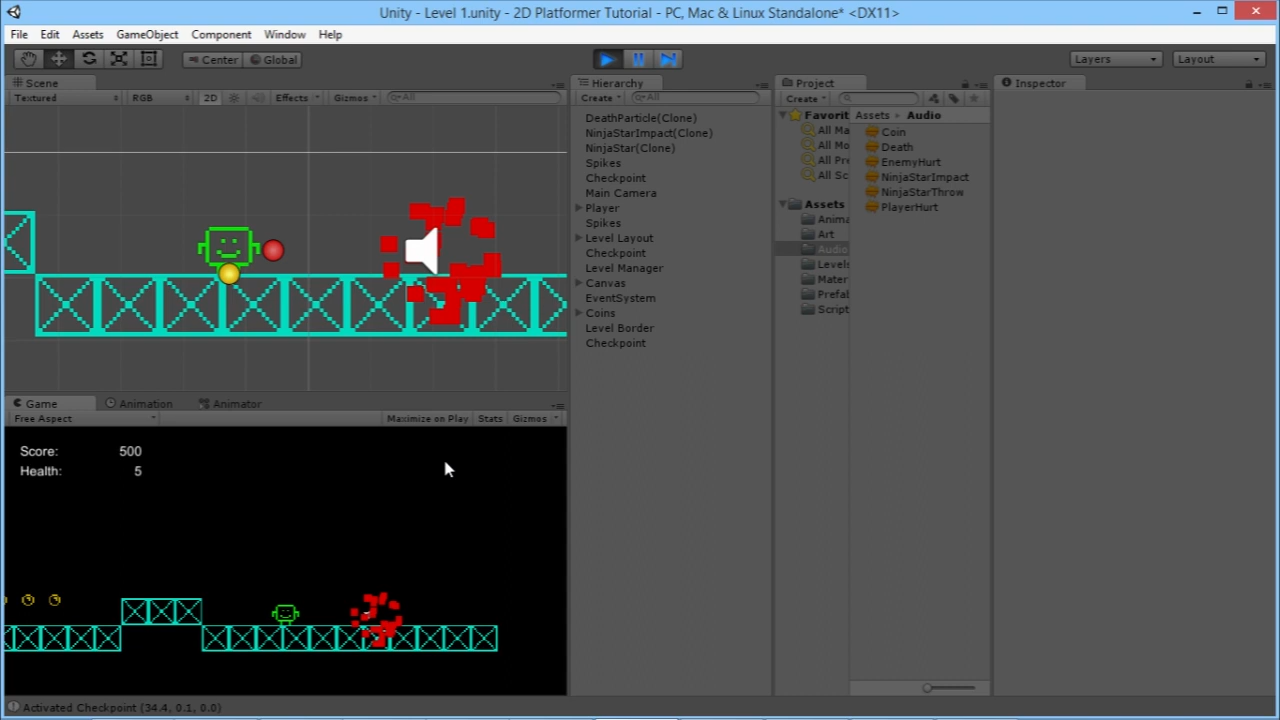 Unity - Level 1.unity - 2D Platformer Tutorial - PC, Mac & Linux Standalone* <DX11>
File Edit Assets GameObject Component Window Help
Center Global Layers Layout
Scene
Textured RGB 2D Effects Gizmos All
Hierarchy
Create All
DeathParticle(Clone)
NinjaStarImpact(Clone)
NinjaStar(Clone)
Spikes
Checkpoint
Main Camera
Player
Spikes
Level Layout
Checkpoint
Level Manager
Canvas
EventSystem
Coins
Level Border
Checkpoint
Project
Create
Favorit
All Ma
All Mo
All Pre
All Sc
Assets
Anima
Art
Audio
Levels
Mater
Prefal
Script
Assets Audio
Coin
Death
EnemyHurt
NinjaStarImpact
NinjaStarThrow
PlayerHurt
Inspector
Game Animation Animator
Free Aspect Maximize on Play Stats Gizmos
Score: 500
Health: 5
Activated Checkpoint (34.4, 0.1, 0.0)